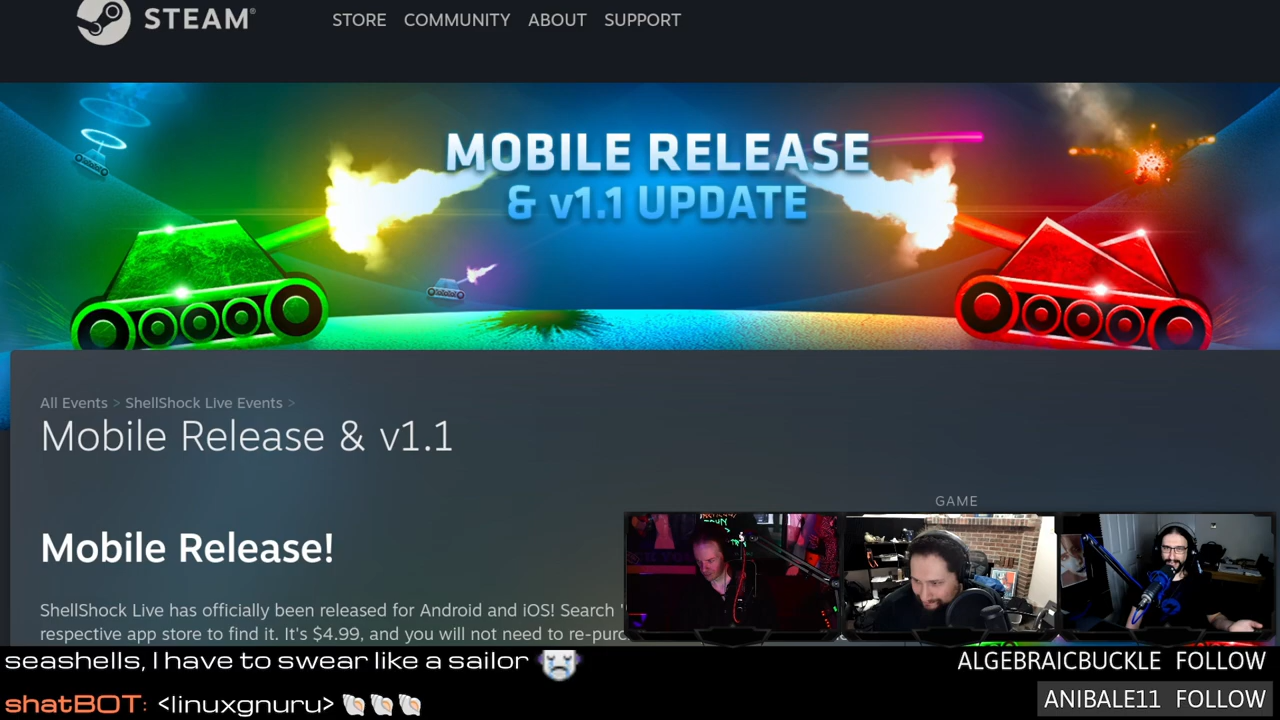 STEAM®
STORE COMMUNITY ABOUT SUPPORT
MOBILE RELEASE
& v1.1 UPDATE
All Events > ShellShock Live Events >
Mobile Release & v1.1
GAME
Mobile Release!
ShellShock Live has officially been released for Android and iOS! Search
respective app store to find it. It's $4.99, and you will not need to
seashells, I have to swear like a sailor 😭
ALGEBRAICBUCKLE FOLLOW
shatBOT: <linuxgnuru> 🐚🐚🐚
ANIBALE11 FOLLOW